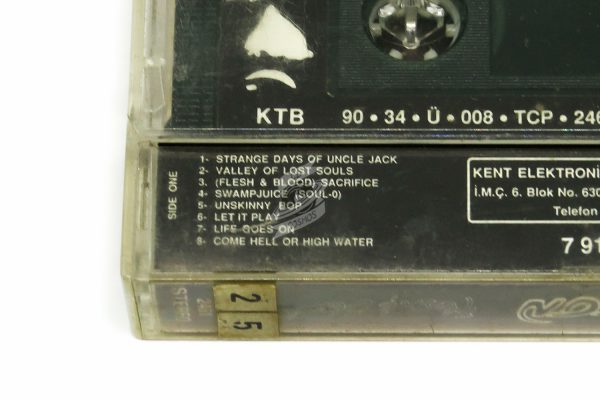 KTB 90 • 34 • Ü • 008 • TCP • 246
SIDE ONE
1- STRANGE DAYS OF UNCLE JACK
2- VALLEY OF LOST SOULS
3. (FLESH & BLOOD) SACRIFICE
4- SWAMPJUICE (SOUL-O)
5- UNSKINNY BOP
6- LET IT PLAY
7- LIFE GOES ON
8- COME HELL OR HIGH WATER
KENT ELEKTRONİ
İ.M.Ç. 6. Blok No. 630
Telefon
7 91
STEREO
2 5
COSMOS